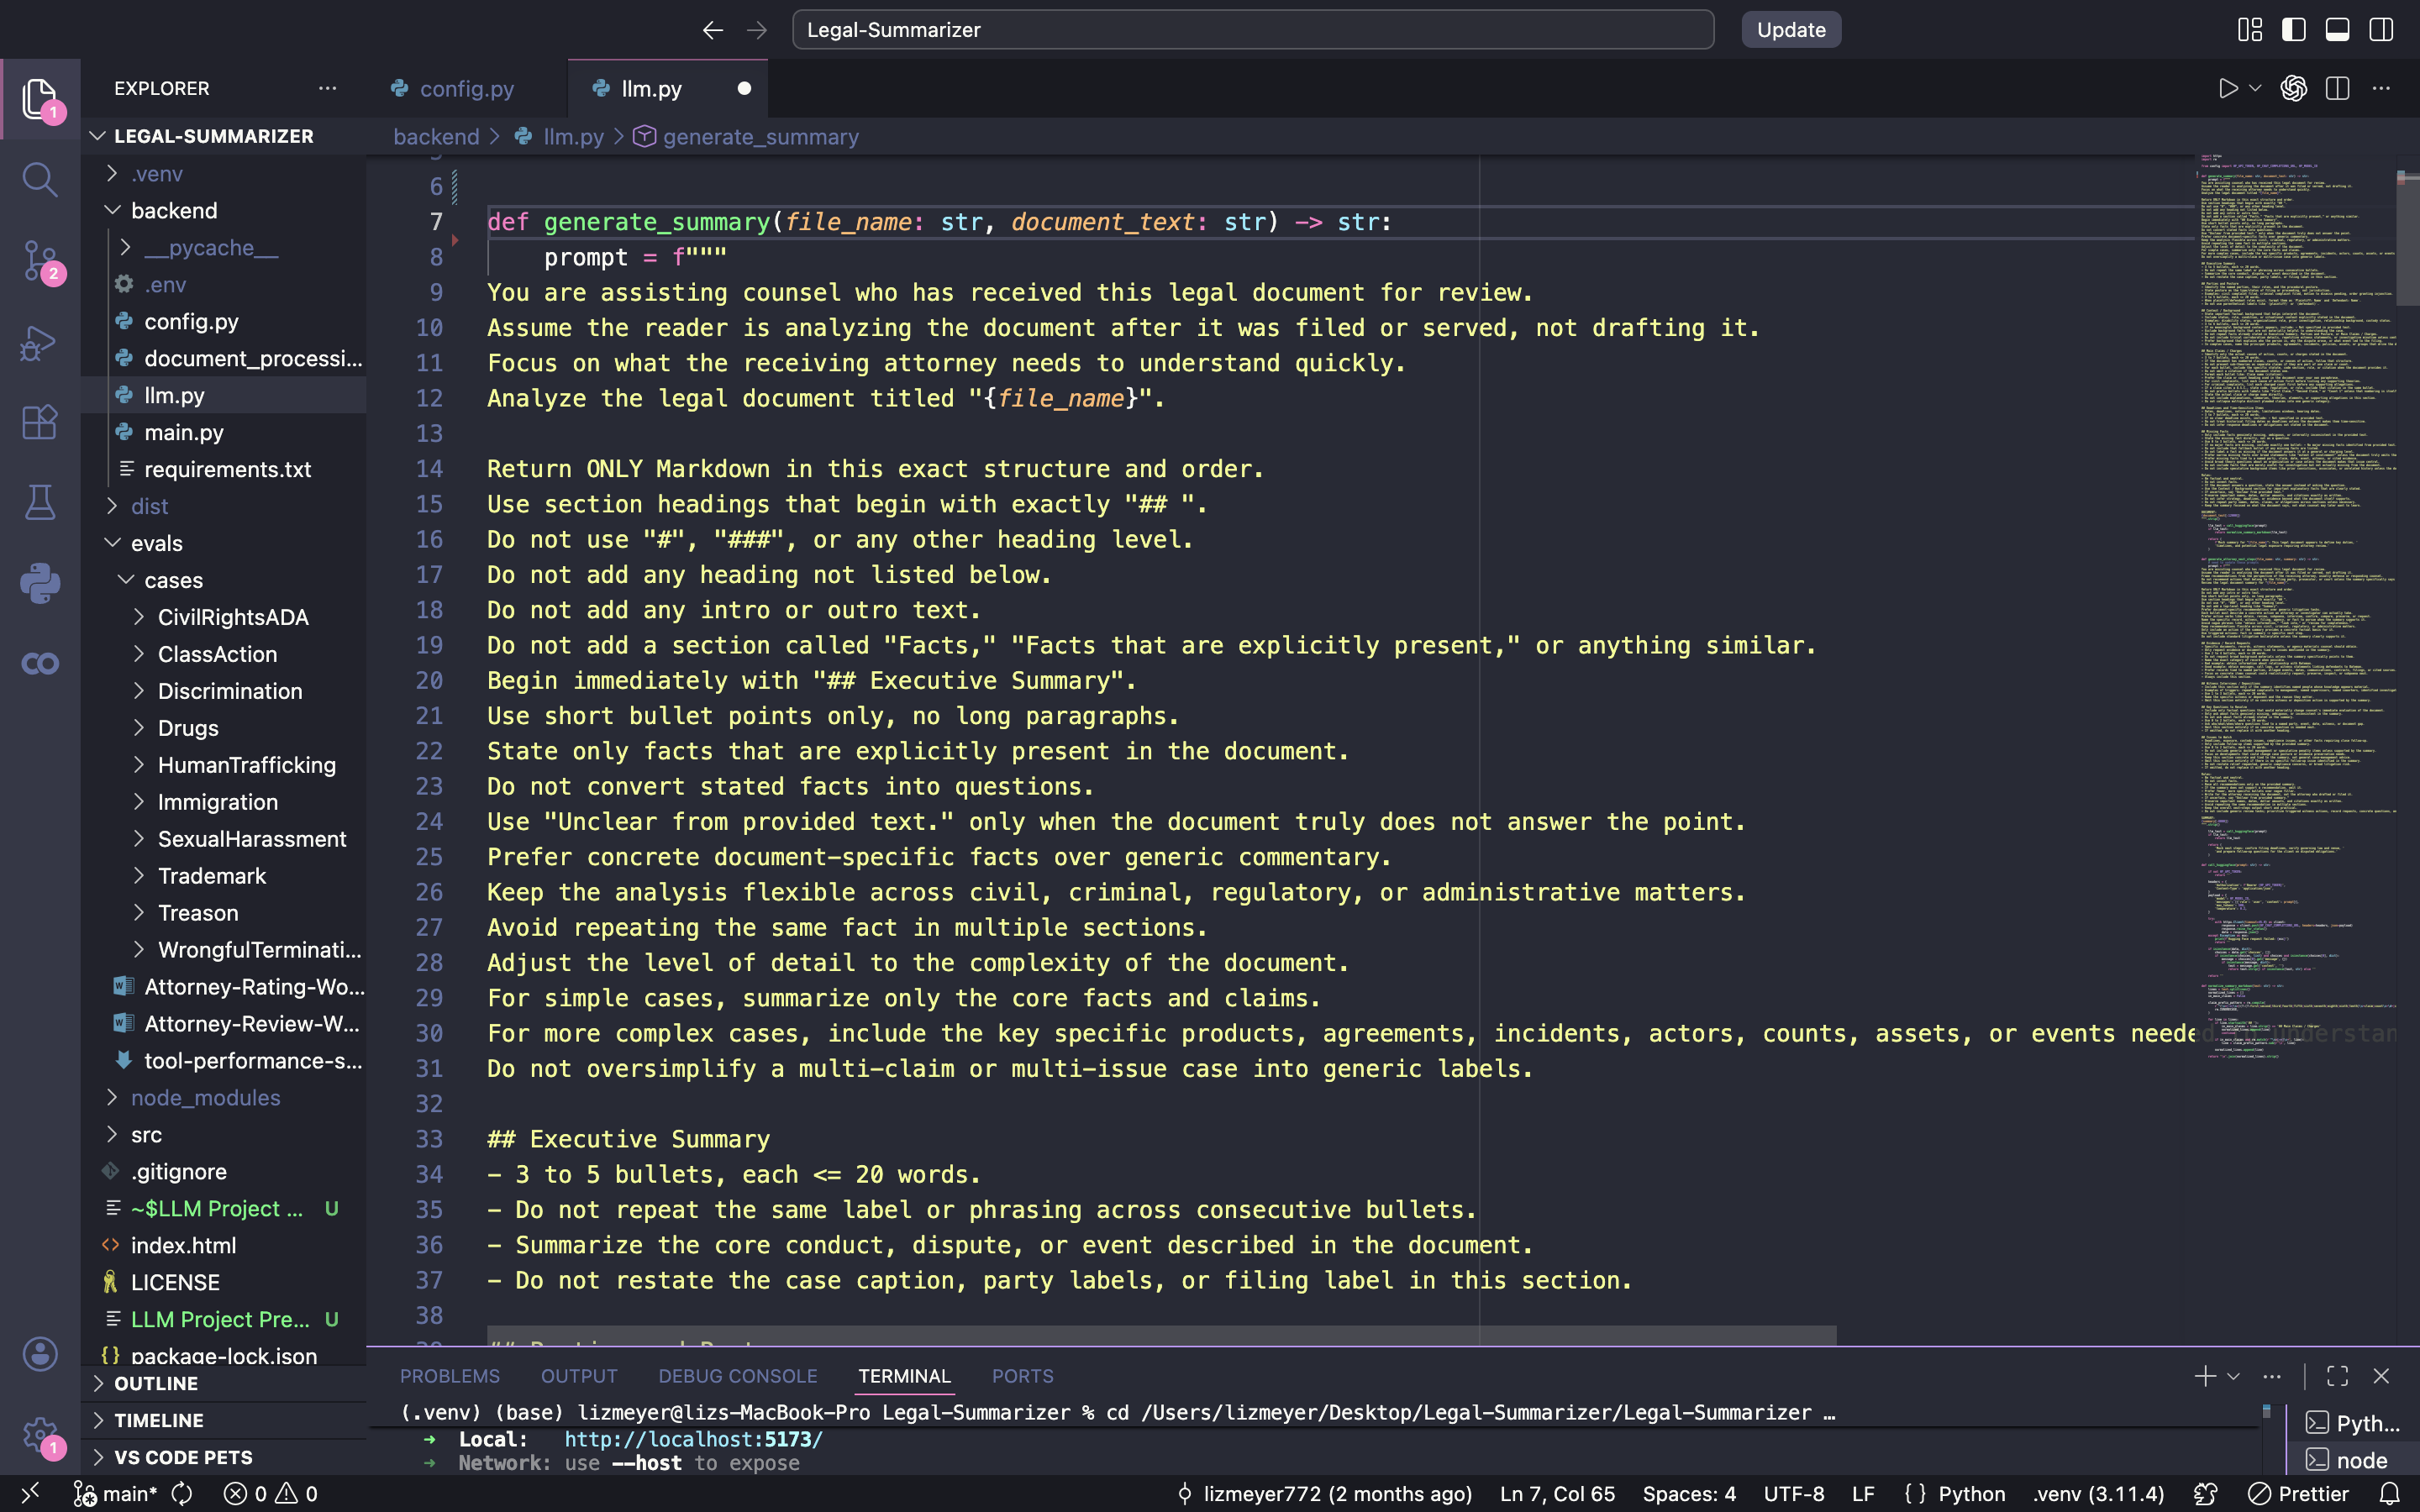 Legal-Summarizer
Update
EXPLORER
config.py
llm.py
1
LEGAL-SUMMARIZER
backend > llm.py > generate_summary
.venv
backend
__pycache__
.env
config.py
document_processi...
llm.py
main.py
requirements.txt
dist
evals
cases
CivilRightsADA
ClassAction
Discrimination
Drugs
HumanTrafficking
Immigration
SexualHarassment
Trademark
Treason
WrongfulTerminati...
Attorney-Rating-Wo...
Attorney-Review-W...
tool-performance-s...
node_modules
src
.gitignore
~$LLM Project ... U
index.html
LICENSE
LLM Project Pre... U
package-lock.json
OUTLINE
TIMELINE
VS CODE PETS
2
1
6
7 def generate_summary(file_name: str, document_text: str) -> str:
8 prompt = f"""
9 You are assisting counsel who has received this legal document for review.
10 Assume the reader is analyzing the document after it was filed or served, not drafting it.
11 Focus on what the receiving attorney needs to understand quickly.
12 Analyze the legal document titled "{file_name}".
13
14 Return ONLY Markdown in this exact structure and order.
15 Use section headings that begin with exactly "## ".
16 Do not use "#", "###", or any other heading level.
17 Do not add any heading not listed below.
18 Do not add any intro or outro text.
19 Do not add a section called "Facts," "Facts that are explicitly present," or anything similar.
20 Begin immediately with "## Executive Summary".
21 Use short bullet points only, no long paragraphs.
22 State only facts that are explicitly present in the document.
23 Do not convert stated facts into questions.
24 Use "Unclear from provided text." only when the document truly does not answer the point.
25 Prefer concrete document-specific facts over generic commentary.
26 Keep the analysis flexible across civil, criminal, regulatory, or administrative matters.
27 Avoid repeating the same fact in multiple sections.
28 Adjust the level of detail to the complexity of the document.
29 For simple cases, summarize only the core facts and claims.
30 For more complex cases, include the key specific products, agreements, incidents, actors, counts, assets, or events needed
31 Do not oversimplify a multi-claim or multi-issue case into generic labels.
32
33 ## Executive Summary
34 - 3 to 5 bullets, each <= 20 words.
35 - Do not repeat the same label or phrasing across consecutive bullets.
36 - Summarize the core conduct, dispute, or event described in the document.
37 - Do not restate the case caption, party labels, or filing label in this section.
38
PROBLEMS OUTPUT DEBUG CONSOLE TERMINAL PORTS
(.venv) (base) lizmeyer@lizs-MacBook-Pro Legal-Summarizer % cd /Users/lizmeyer/Desktop/Legal-Summarizer/Legal-Summarizer …
➜ Local: http://localhost:5173/
➜ Network: use --host to expose
Pyth...
node
main* 0 0 lizmeyer772 (2 months ago) Ln 7, Col 65 Spaces: 4 UTF-8 LF {} Python .venv (3.11.4) Prettier